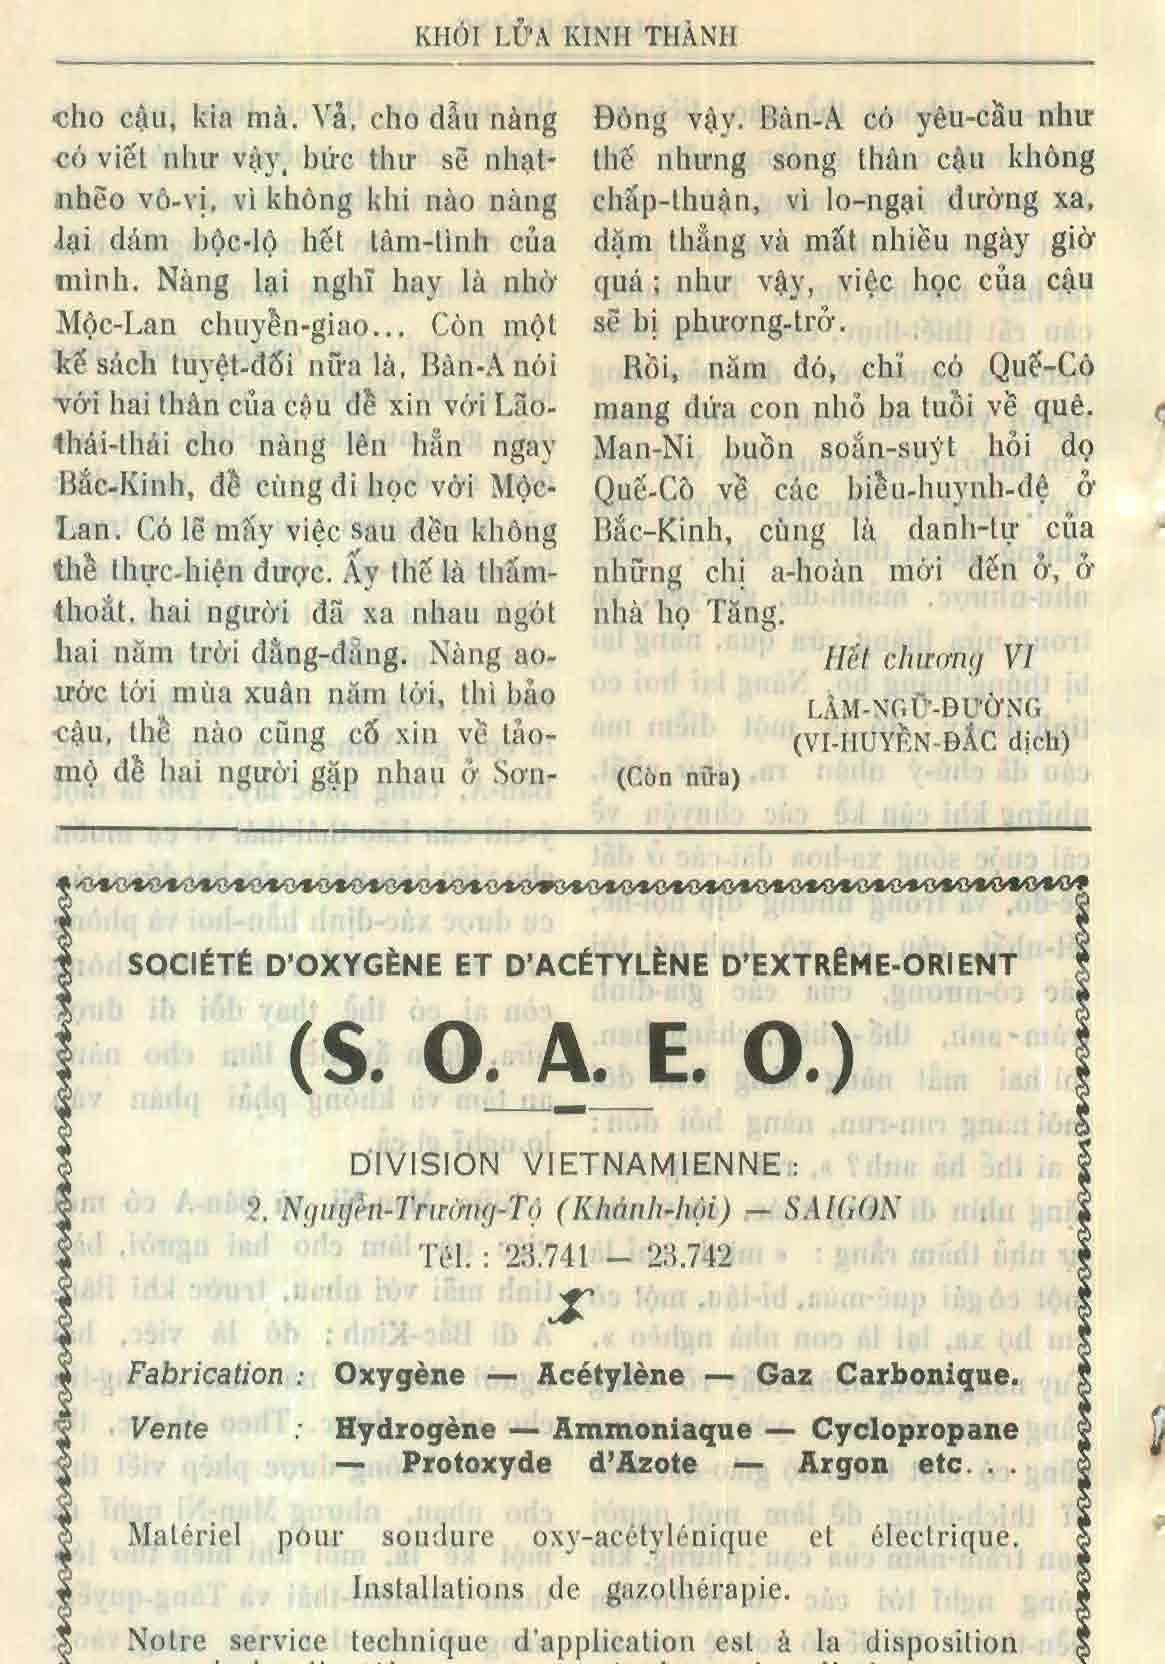 KHÓI LỬA KINH THÀNH
cho cậu, kia mà. Vả, cho dẫu nàng
có viết như vậy, bức thư sẽ nhạt-
nhẽo vô-vị, vì không khi nào nàng
lại dám bộc-lộ hết tâm-tình của
mình. Nàng lại nghĩ hay là nhờ
Mộc-Lan chuyển-giao... Còn một
kế sách tuyệt-đối nữa là, Bàn-A nói
với hai thân của cậu để xin với Lão-
thái-thái cho nàng lên hẳn ngay
Bắc-Kinh, để cùng đi học với Mộc-
Lan. Có lẽ mấy việc sau đều không
thể thực-hiện được. Ấy thế là thấm-
thoắt, hai người đã xa nhau ngót
hai năm trời đằng-đẵng. Nàng ao-
ước tới mùa xuân năm tới, thì bảo
cậu, thể nào cũng cố xin về tảo-
mộ để hai người gặp nhau ở Sơn-
Đông vậy. Bàn-A có yêu-cầu như
thế nhưng song thân cậu không
chấp-thuận, vì lo-ngại đường xa,
dặm thẳng và mất nhiều ngày giờ
quá ; như vậy, việc học của cậu
sẽ bị phương-trở.
Rồi, năm đó, chỉ có Quế-Cô
mang đứa con nhỏ ba tuổi về quê.
Man-Ni buồn soắn-suýt hỏi dọ
Quế-Cô về các biểu-huynh-đệ ở
Bắc-Kinh, cùng là danh-tự của
những chị a-hoàn mới đến ở, ở
nhà họ Tăng.
Hết chương VI
LÂM-NGỮ-ĐƯỜNG
(VI-HUYỀN-ĐẮC dịch)
(Còn nữa)
SOCIÉTÉ D'OXYGÈNE ET D'ACÉTYLÈNE D'EXTRÊME-ORIENT
(S. O. A. E. O.)
DIVISION VIETNAMIENNE :
2, Nguyễn-Trường-Tộ (Khánh-hội) — SAIGON
Tél. : 23.741 — 23.742
Fabrication : Oxygène — Acétylène — Gaz Carbonique.
Vente : Hydrogène — Ammoniaque — Cyclopropane
— Protoxyde d'Azote — Argon etc. . .
Matériel pour soudure oxy-acétylénique et électrique.
Installations de gazothérapie.
Notre service technique d'application est à la disposition